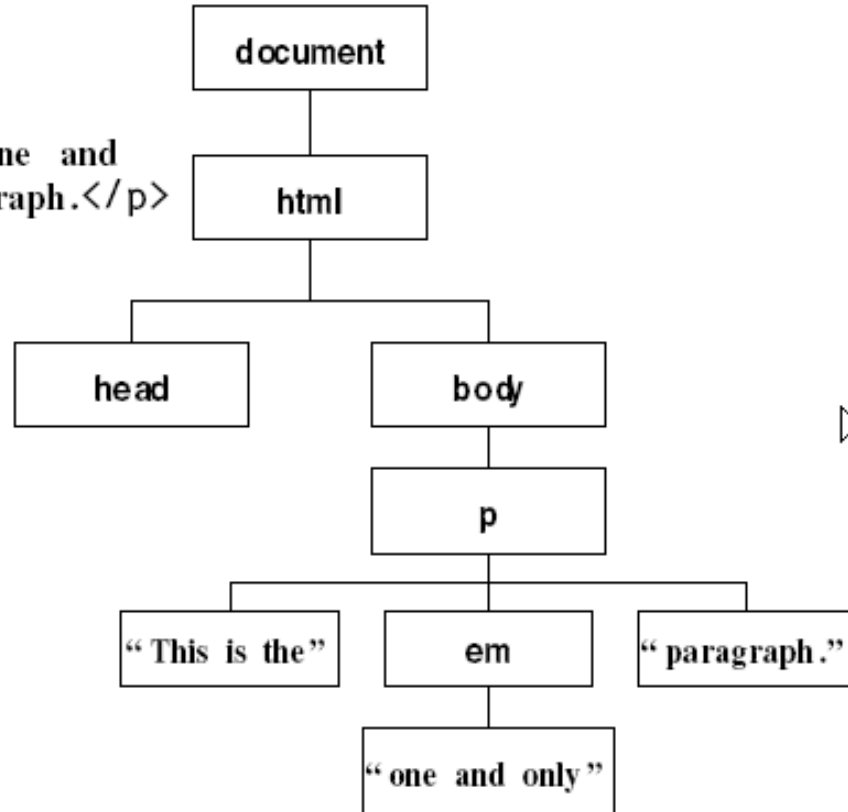 document
ne and
raph.</p>
html
head body
p
“This is the” em “paragraph.”
“one and only”